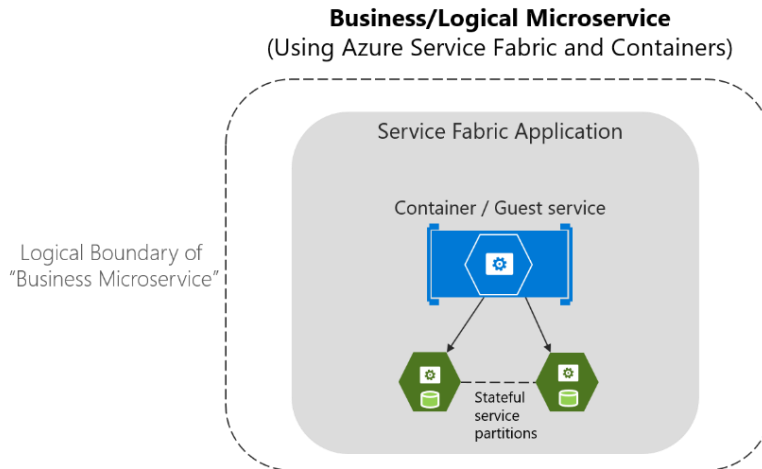 Business/Logical Microservice
(Using Azure Service Fabric and Containers)
Service Fabric Application
Container / Guest service
Logical Boundary of
"Business Microservice"
Stateful
service
partitions